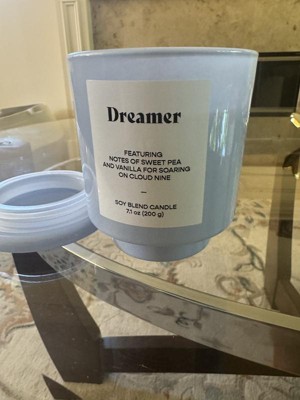 Dreamer
FEATURING
NOTES OF SWEET PEA
AND VANILLA FOR SOARING
ON CLOUD NINE
—
SOY BLEND CANDLE
7.1 oz (200 g)